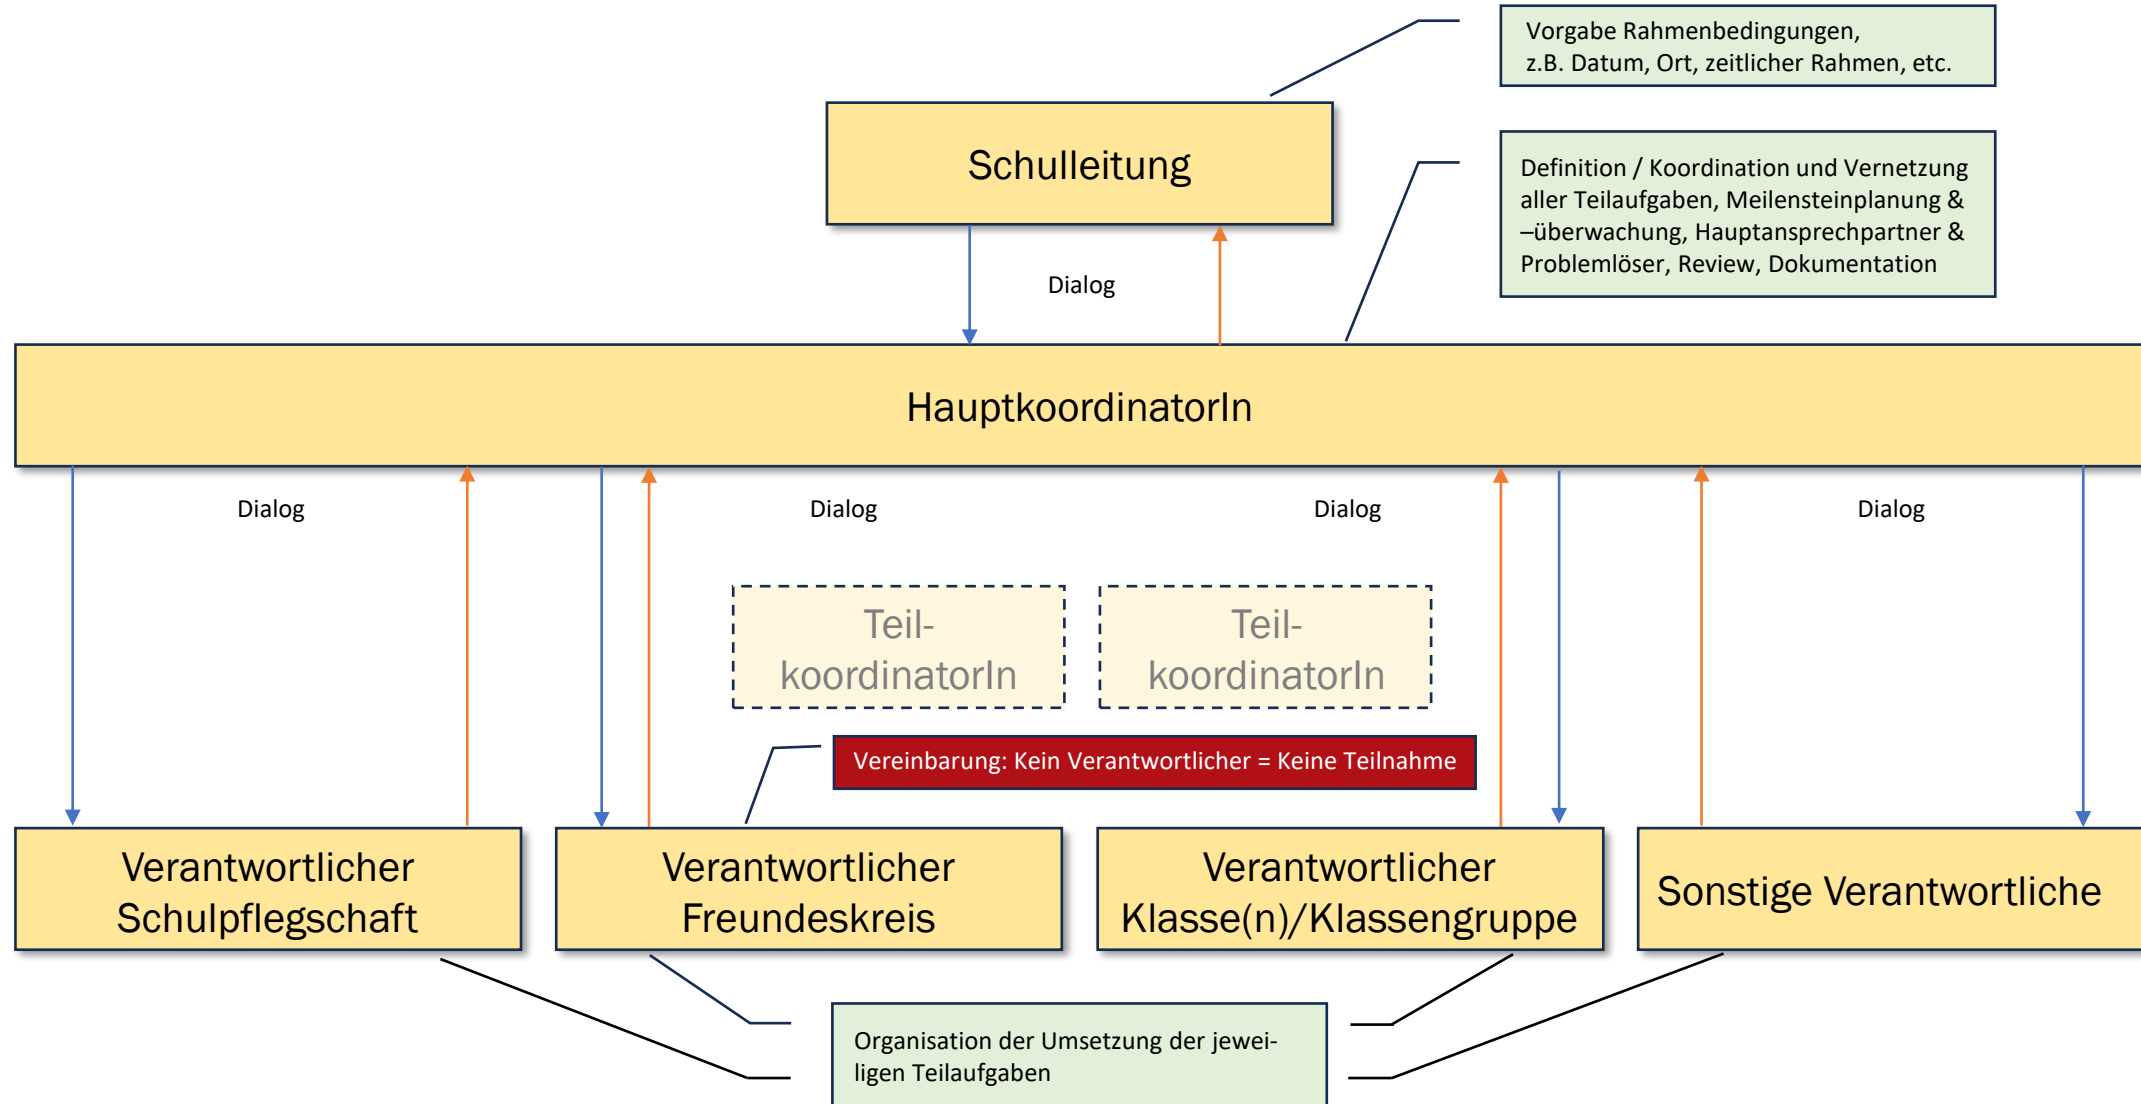 Vorgabe Rahmenbedingungen,
z.B. Datum, Ort, zeitlicher Rahmen, etc.
Schulleitung
Definition / Koordination und Vernetzung
aller Teilaufgaben, Meilensteinplanung &
–überwachung, Hauptansprechpartner &
Problemlöser, Review, Dokumentation
Dialog
HauptkoordinatorIn
Dialog
Dialog
Dialog
Dialog
Teil-
koordinatorIn
Teil-
koordinatorIn
Vereinbarung: Kein Verantwortlicher = Keine Teilnahme
Verantwortlicher
Schulpflegschaft
Verantwortlicher
Freundeskreis
Verantwortlicher
Klasse(n)/Klassengruppe
Sonstige Verantwortliche
Organisation der Umsetzung der jewei-
ligen Teilaufgaben